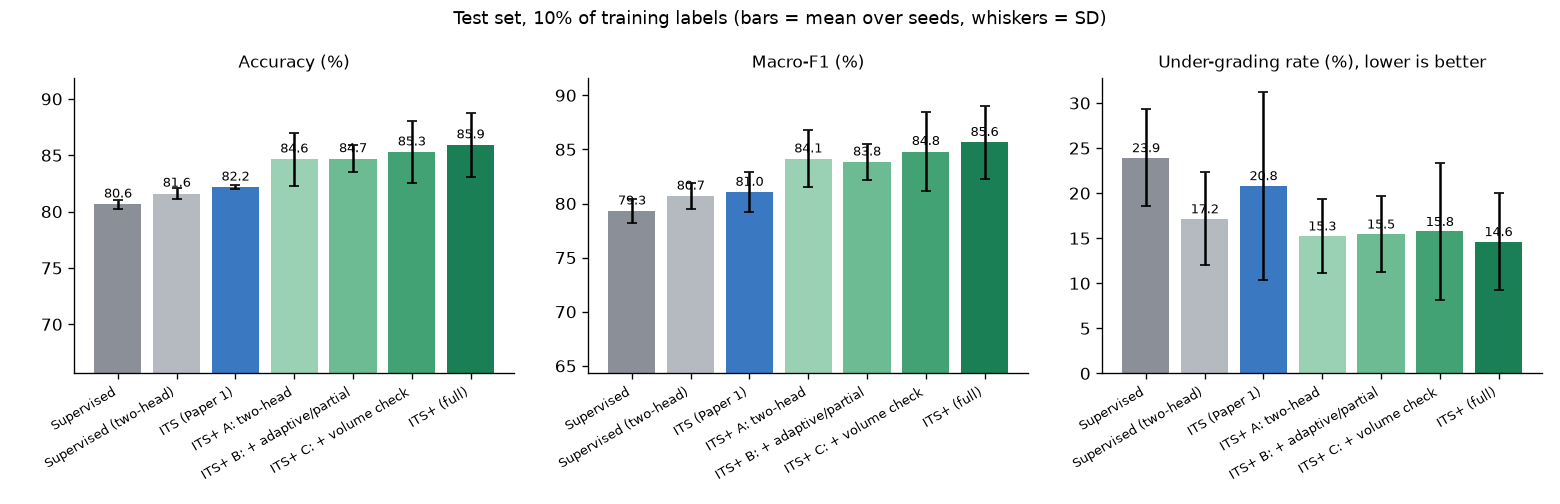 Test set, 10% of training labels (bars = mean over seeds, whiskers = SD)
Accuracy (%)
90
85
80
75
70
80.6
81.6
82.2
84.6
84.7
85.3
85.9
Supervised
Supervised (two-head)
ITS (Paper 1)
ITS+ A: two-head
ITS+ B: + adaptive/partial
ITS+ C: + volume check
ITS+ (full)
Macro-F1 (%)
90
85
80
75
70
65
79.3
80.7
81.0
84.1
83.8
84.8
85.6
Supervised
Supervised (two-head)
ITS (Paper 1)
ITS+ A: two-head
ITS+ B: + adaptive/partial
ITS+ C: + volume check
ITS+ (full)
Under-grading rate (%), lower is better
30
25
20
15
10
5
0
23.9
17.2
20.8
15.3
15.5
15.8
14.6
Supervised
Supervised (two-head)
ITS (Paper 1)
ITS+ A: two-head
ITS+ B: + adaptive/partial
ITS+ C: + volume check
ITS+ (full)